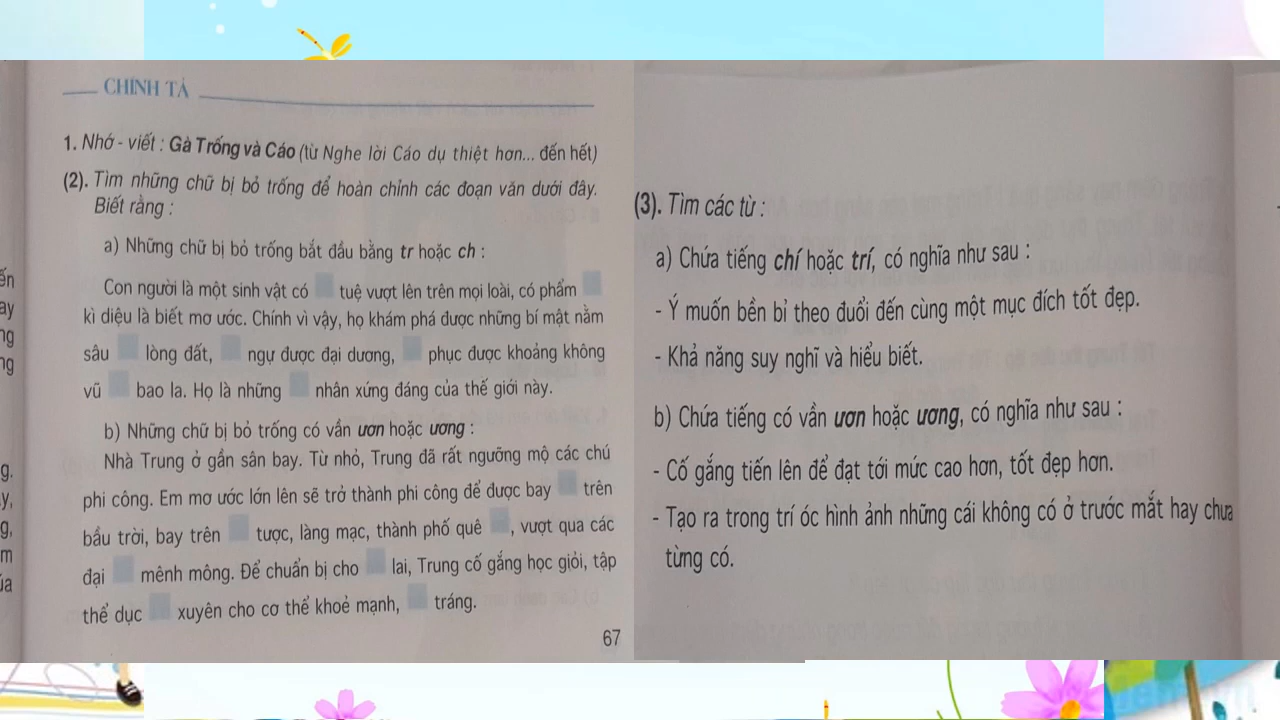 CHÍNH TẢ
1. Nhớ - viết : Gà Trống và Cáo (từ Nghe lời Cáo dụ thiệt hơn... đến hết)
(2). Tìm những chữ bị bỏ trống để hoàn chỉnh các đoạn văn dưới đây.
Biết rằng :
a) Những chữ bị bỏ trống bắt đầu bằng tr hoặc ch :
Con người là một sinh vật có tuệ vượt lên trên mọi loài, có phẩm
kì diệu là biết mơ ước. Chính vì vậy, họ khám phá được những bí mật nằm
sâu lòng đất, ngự được đại dương, phục được khoảng không
vũ bao la. Họ là những nhân xứng đáng của thế giới này.
b) Những chữ bị bỏ trống có vần ươn hoặc ương :
Nhà Trung ở gần sân bay. Từ nhỏ, Trung đã rất ngưỡng mộ các chú
phi công. Em mơ ước lớn lên sẽ trở thành phi công để được bay trên
bầu trời, bay trên tược, làng mạc, thành phố quê , vượt qua các
đại mênh mông. Để chuẩn bị cho lai, Trung cố gắng học giỏi, tập
thể dục xuyên cho cơ thể khoẻ mạnh, tráng.
67
(3). Tìm các từ :
a) Chứa tiếng chí hoặc trí, có nghĩa như sau :
- Ý muốn bền bỉ theo đuổi đến cùng một mục đích tốt đẹp.
- Khả năng suy nghĩ và hiểu biết.
b) Chứa tiếng có vần ươn hoặc ương, có nghĩa như sau :
- Cố gắng tiến lên để đạt tới mức cao hơn, tốt đẹp hơn.
- Tạo ra trong trí óc hình ảnh những cái không có ở trước mắt hay chưa
từng có.